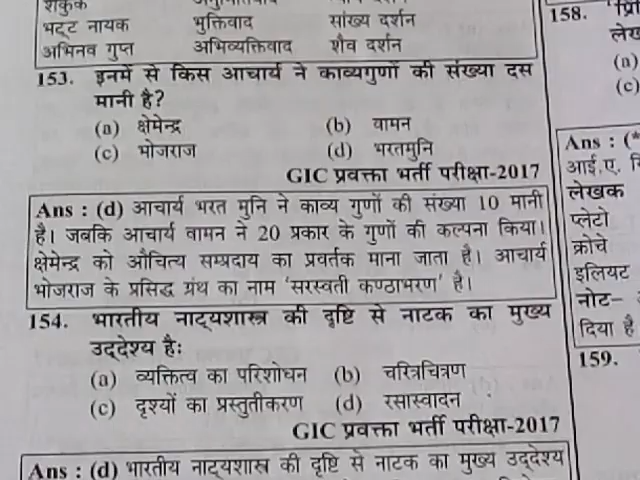 शंकुक
भट्ट नायक भुक्तिवाद सांख्य दर्शन
अभिनव गुप्त अभिव्यक्तिवाद शैव दर्शन
153. इनमें से किस आचार्य ने काव्यगुणों की संख्या दस
मानी है?
(a) क्षेमेन्द्र (b) वामन
(c) भोजराज (d) भरतमुनि
GIC प्रवक्ता भर्ती परीक्षा-2017
Ans : (d) आचार्य भरत मुनि ने काव्य गुणों की संख्या 10 मानी
है। जबकि आचार्य वामन ने 20 प्रकार के गुणों की कल्पना किया।
क्षेमेन्द्र को औचित्य सम्प्रदाय का प्रवर्तक माना जाता है। आचार्य
भोजराज के प्रसिद्ध ग्रंथ का नाम 'सरस्वती कण्ठाभरण' है।
154. भारतीय नाट्यशास्त्र की दृष्टि से नाटक का मुख्य
उद्देश्य है:
(a) व्यक्तित्व का परिशोधन (b) चरित्रचित्रण
(c) दृश्यों का प्रस्तुतीकरण (d) रसास्वादन
GIC प्रवक्ता भर्ती परीक्षा-2017
Ans : (d) भारतीय नाट्यशास्त्र की दृष्टि से नाटक का मुख्य उद्देश्य
158.
(a)
(c)
Ans : (*
आई.ए.
लेखक
प्लेटो
क्रोचे
इलियट
नोट–
दिया है
159.